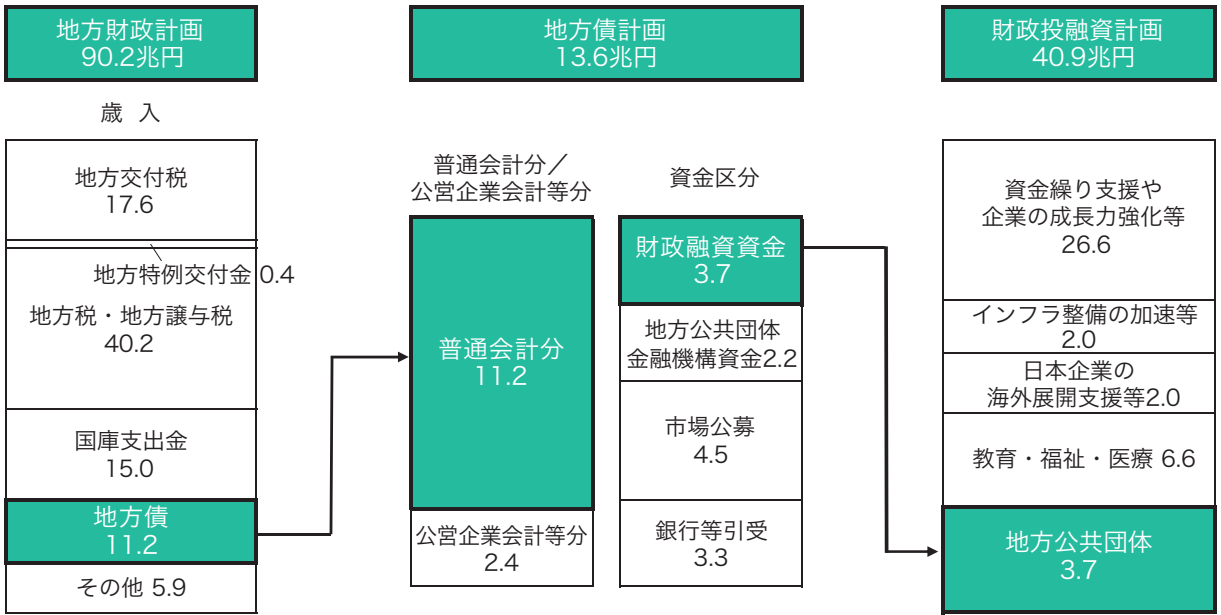 地方財政計画
90.2兆円
歳 入
地方交付税
17.6
地方特例交付金 0.4
地方税・地方譲与税
40.2
国庫支出金
15.0
地方債
11.2
その他 5.9
地方債計画
13.6兆円
普通会計分／
公営企業会計等分
普通会計分
11.2
公営企業会計等分
2.4
資金区分
財政融資資金
3.7
地方公共団体
金融機構資金2.2
市場公募
4.5
銀行等引受
3.3
財政投融資計画
40.9兆円
資金繰り支援や
企業の成長力強化等
26.6
インフラ整備の加速等
2.0
日本企業の
海外展開支援等2.0
教育・福祉・医療 6.6
地方公共団体
3.7